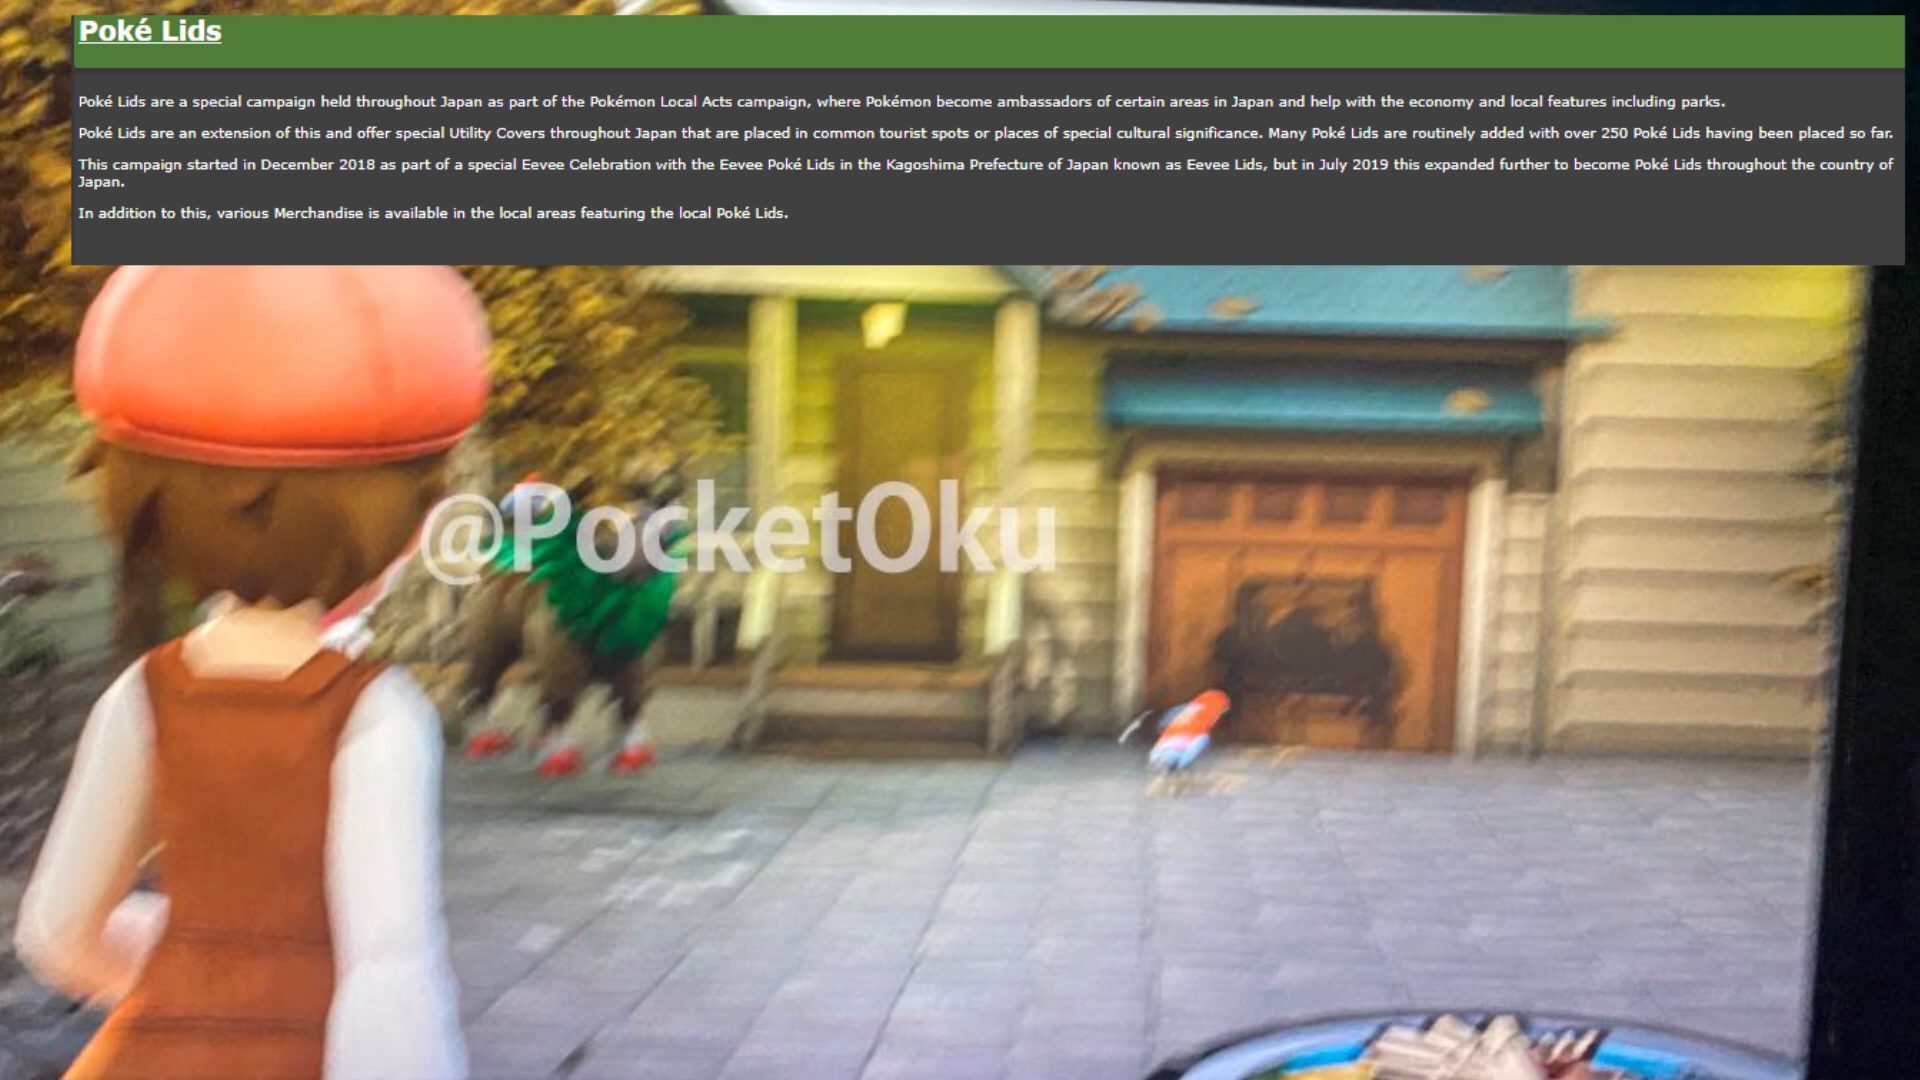 Poké Lids
Poké Lids are a special campaign held throughout Japan as part of the Pokémon Local Acts campaign, where Pokémon become ambassadors of certain areas in Japan and help with the economy and local features including parks.
Poké Lids are an extension of this and offer special Utility Covers throughout Japan that are placed in common tourist spots or places of special cultural significance. Many Poké Lids are routinely added with over 250 Poké Lids having been placed so far.
This campaign started in December 2018 as part of a special Eevee Celebration with the Eevee Poké Lids in the Kagoshima Prefecture of Japan known as Eevee Lids, but in July 2019 this expanded further to become Poké Lids throughout the country of
Japan.
In addition to this, various Merchandise is available in the local areas featuring the local Poké Lids.
@PocketOku